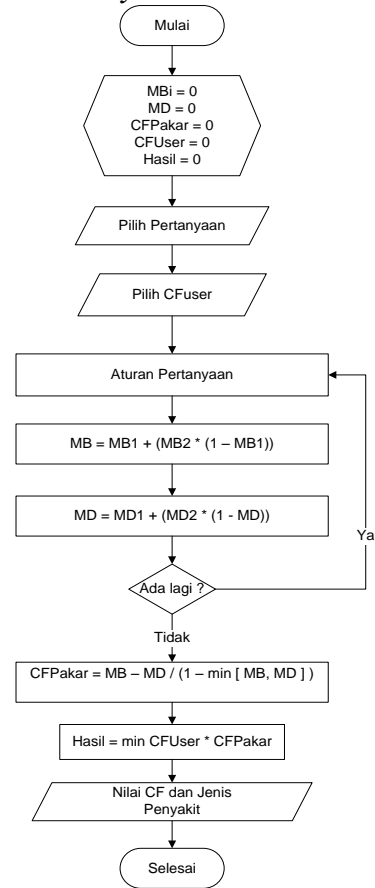 Mulai
MBi = 0
MD = 0
CFPakar = 0
CFUser = 0
Hasil = 0
Pilih Pertanyaan
Pilih CFuser
Aturan Pertanyaan
MB = MB1 + (MB2 * (1 – MB1))
MD = MD1 + (MD2 * (1 - MD))
Ya
Ada lagi ?
Tidak
CFPakar = MB – MD / (1 – min [ MB, MD ] )
Hasil = min CFUser * CFPakar
Nilai CF dan Jenis
Penyakit
Selesai